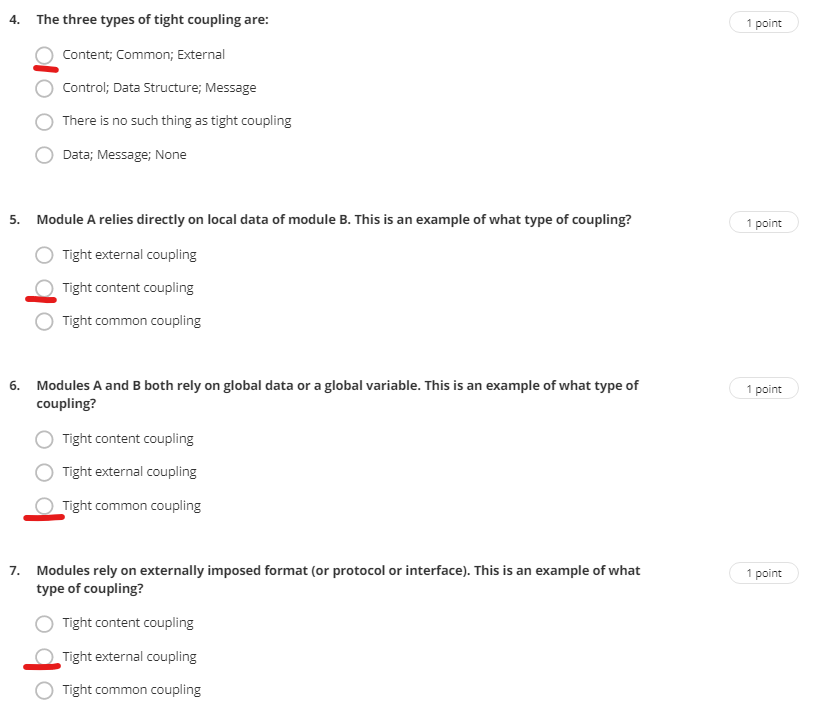 4. The three types of tight coupling are:
1 point
Content; Common; External
Control; Data Structure; Message
There is no such thing as tight coupling
Data; Message; None
5. Module A relies directly on local data of module B. This is an example of what type of coupling?
1 point
Tight external coupling
Tight content coupling
Tight common coupling
6. Modules A and B both rely on global data or a global variable. This is an example of what type of
coupling?
1 point
Tight content coupling
Tight external coupling
Tight common coupling
7. Modules rely on externally imposed format (or protocol or interface). This is an example of what
type of coupling?
1 point
Tight content coupling
Tight external coupling
Tight common coupling